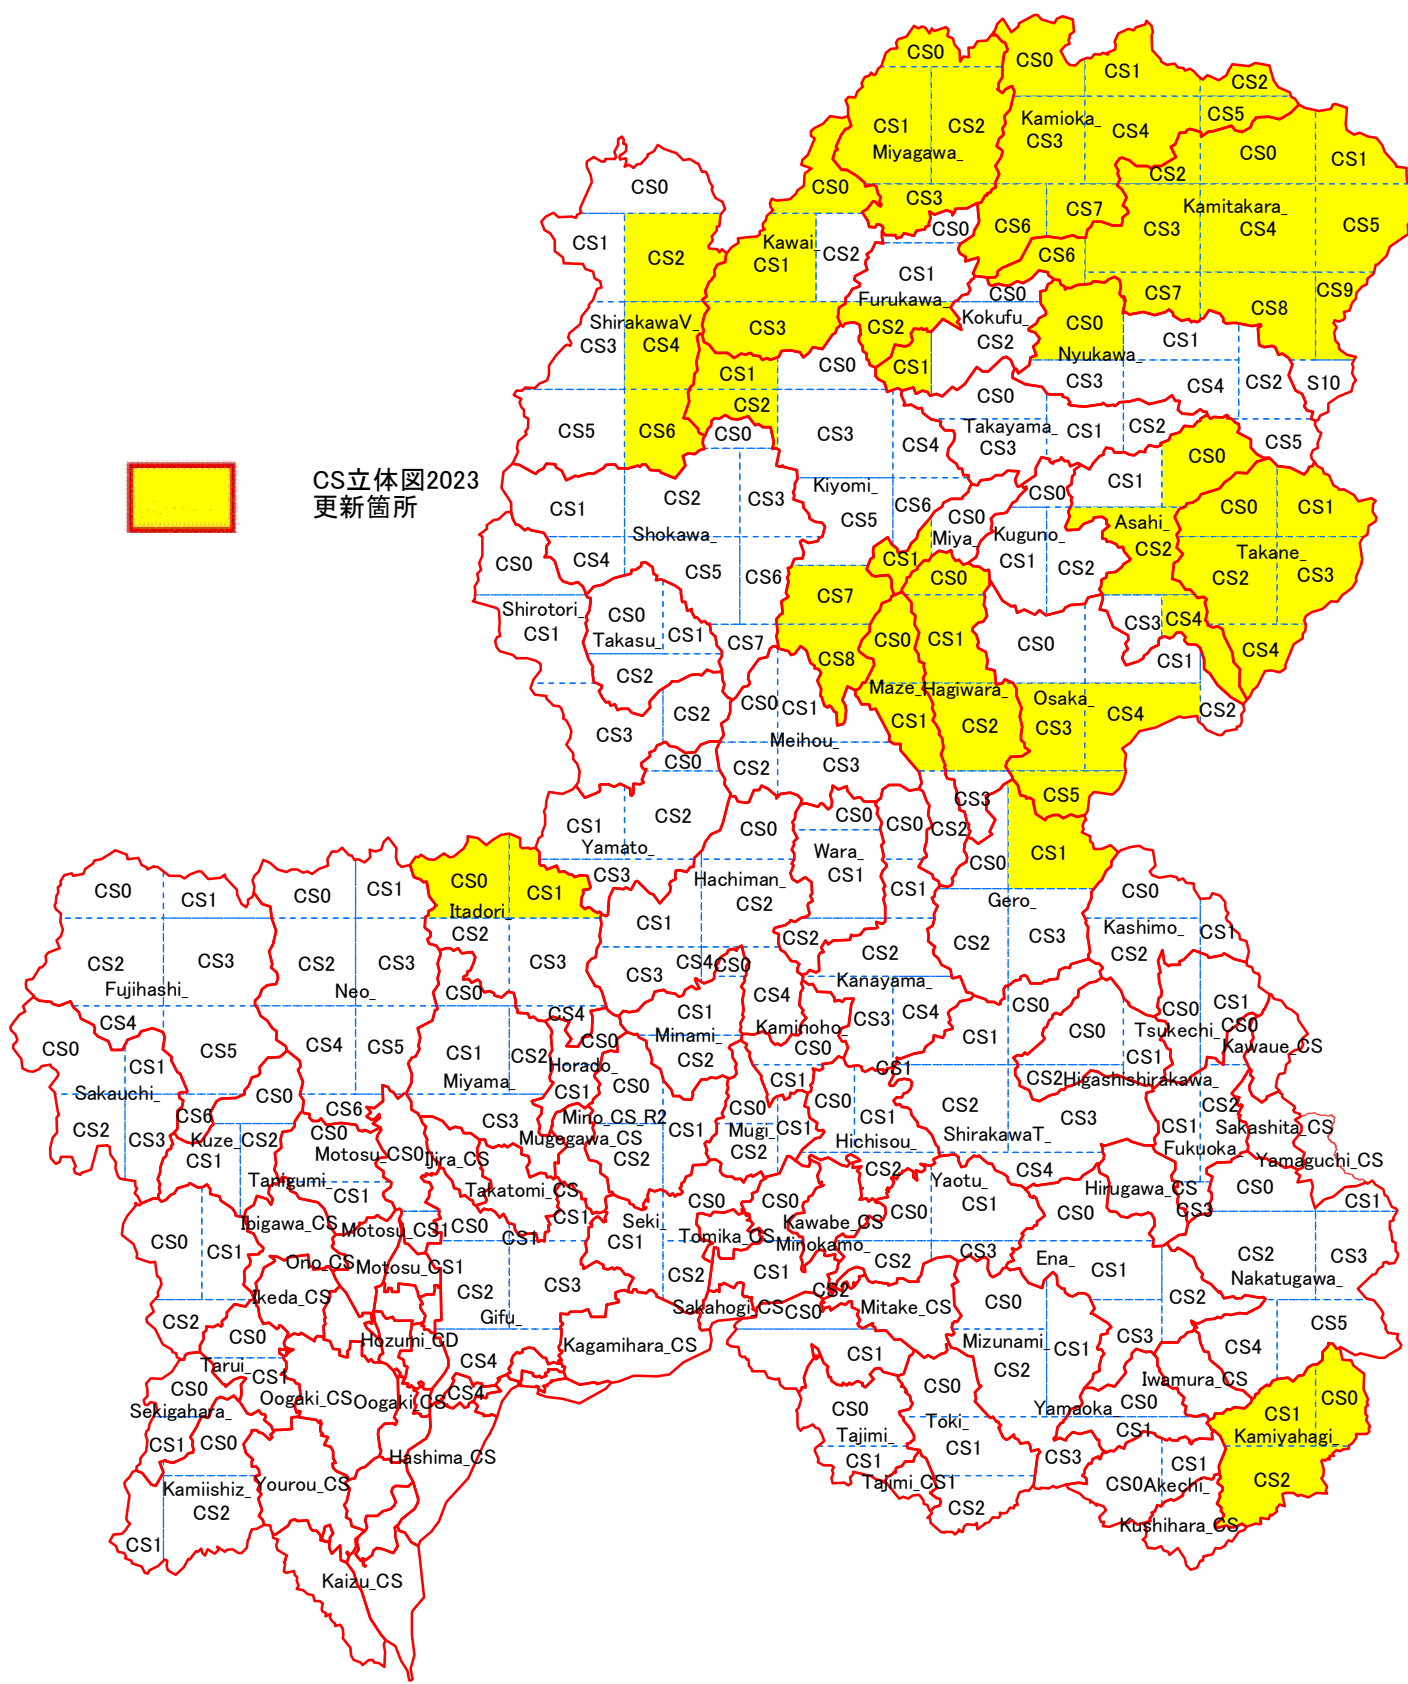 CS0
CS0
CS1
CS2
CS1
CS2
Miyagawa_
Kamioka_
CS3
CS4
CS5
CS0
CS1
CS2
CS0
CS0
CS3
CS0
CS6
CS7
Kamitakara_
CS3
CS4
CS5
CS1
CS2
Kawai_
CS1
CS2
CS1
Furukawa_
CS6
CS7
CS8
CS9
ShirakawaV_
CS3
CS4
CS3
CS2
CS0
Kokufu_
CS2
CS0
Nyukawa_
CS1
CS1
CS2
CS0
CS1
CS3
CS4
CS2
S10
CS5
CS6
CS0
CS3
CS4
CS0
Takayama_
CS3
CS1
CS2
CS5
CS立体図2023
更新箇所
CS1
CS2
CS3
Shokawa_
Kiyomi_
CS5
CS6
CS0
Miya_
CS0
Kuguno_
CS1
CS2
CS1
CS0
Asahi_
CS2
CS0
CS1
Takane_
CS2
CS3
CS0
CS4
CS5
CS6
CS1
CS0
Shirotori_
CS1
CS0
Takasu_
CS1
CS7
CS7
CS0
CS1
CS0
CS3
CS4
CS4
CS2
CS8
CS1
CS3
CS2
CS0
CS1
Maze_
Hagiwara_
Osaka_
CS1
CS2
CS3
CS4
CS2
Meihou_
CS0
CS2
CS3
CS3
CS5
CS1
CS2
Yamato_
CS3
CS0
CS0
Wara_
CS1
CS0
CS2
CS0
CS1
CS0
CS1
CS0
CS1
CS0
CS1
Itadori_
CS2
CS3
Hachiman_
CS2
CS1
CS1
Gero_
CS0
Kashimo_
CS1
CS2
CS3
Fujihashi_
CS2
CS3
Neo_
CS3
CS4
CS0
CS2
CS2
Kanayama_
CS2
CS3
CS2
CS0
CS4
CS1
Minami_
CS4
Kaminoho_
CS3
CS4
CS0
CS0
CS0
CS1
Tsukechi_
CS0
Kawaue_CS
CS0
CS4
CS1
CS5
CS4
CS5
CS1
CS2
Miyama_
CS0
Horado_
CS2
CS0
CS1
CS1
CS1
Sakauchi_
CS0
CS1
CS0
CS1
CS0
CS2
Higashishirakawa_
CS2
CS3
CS6
CS6
CS3
Mino_CS_R2
CS1
CS0
CS1
CS1
CS2
CS3
CS2
Kuze_
CS2
CS1
CS0
Motosu_CS0
Ijira_CS
Mugegawa_CS
CS2
Mugi_
CS2
Hichisou_
ShirakawaT_
CS1
Fukuoka_
Sakashita_CS
Yamaguchi_CS
Tanigumi_
CS1
Takatomi_CS
CS0
CS0
CS2
Yaotu_
CS4
Hirugawa_CS
CS0
CS1
Ibigawa_CS
Motosu_CS1
CS0
CS1
Seki_
Tomika_CS
Kawabe_CS
CS0
CS1
CS0
CS3
CS0
CS1
Ono_CS
Motosu_CS1
CS1
CS1
Minokamo_
CS2
CS3
Ena_
CS1
CS2
CS3
Nakatugawa_
Ikeda_CS
CS2
CS3
Gifu_
CS2
CS1
CS2
Sakahogi_CS
CS0
Mitake_CS
CS0
CS2
CS2
CS0
Tarui_
CS1
Hozumi_CD
CS4
Kagamihara_CS
CS1
Mizunami_
CS2
CS1
CS3
CS4
CS5
CS0
Sekigahara_
Oogaki_CS
Oogaki_CS
CS4
CS0
Tajimi_
CS1
CS0
Toki_
CS1
Yamaoka_
CS0
CS1
Iwamura_CS
CS0
CS1
Kamiyahagi_
CS1
CS0
Hashima_CS
Tajimi_CS1
CS3
CS1
CS2
Kamiishiz_
CS2
Yourou_CS
CS2
CS0
Akechi_
Kushihara_CS
CS1
Kaizu_CS